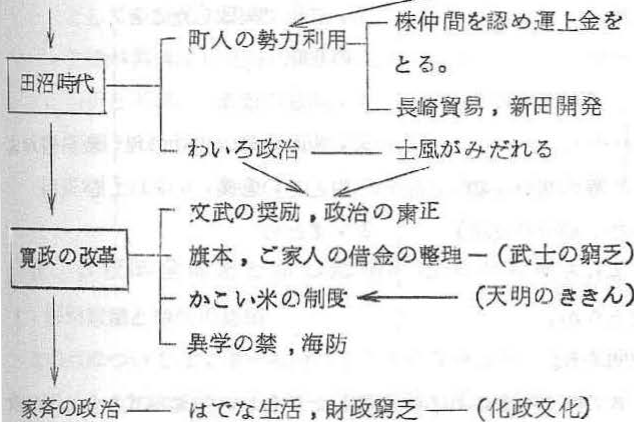 町人の勢力利用
株仲間を認め運上金を
とる。
田沼時代
長崎貿易，新田開発
わいろ政治
士風がみだれる
文武の奨励，政治の粛正
寛政の改革
旗本，ご家人の借金の整理－(武士の窮乏)
かこい米の制度
(天明のききん)
異学の禁，海防
家斉の政治
はでな生活，財政窮乏
(化政文化)